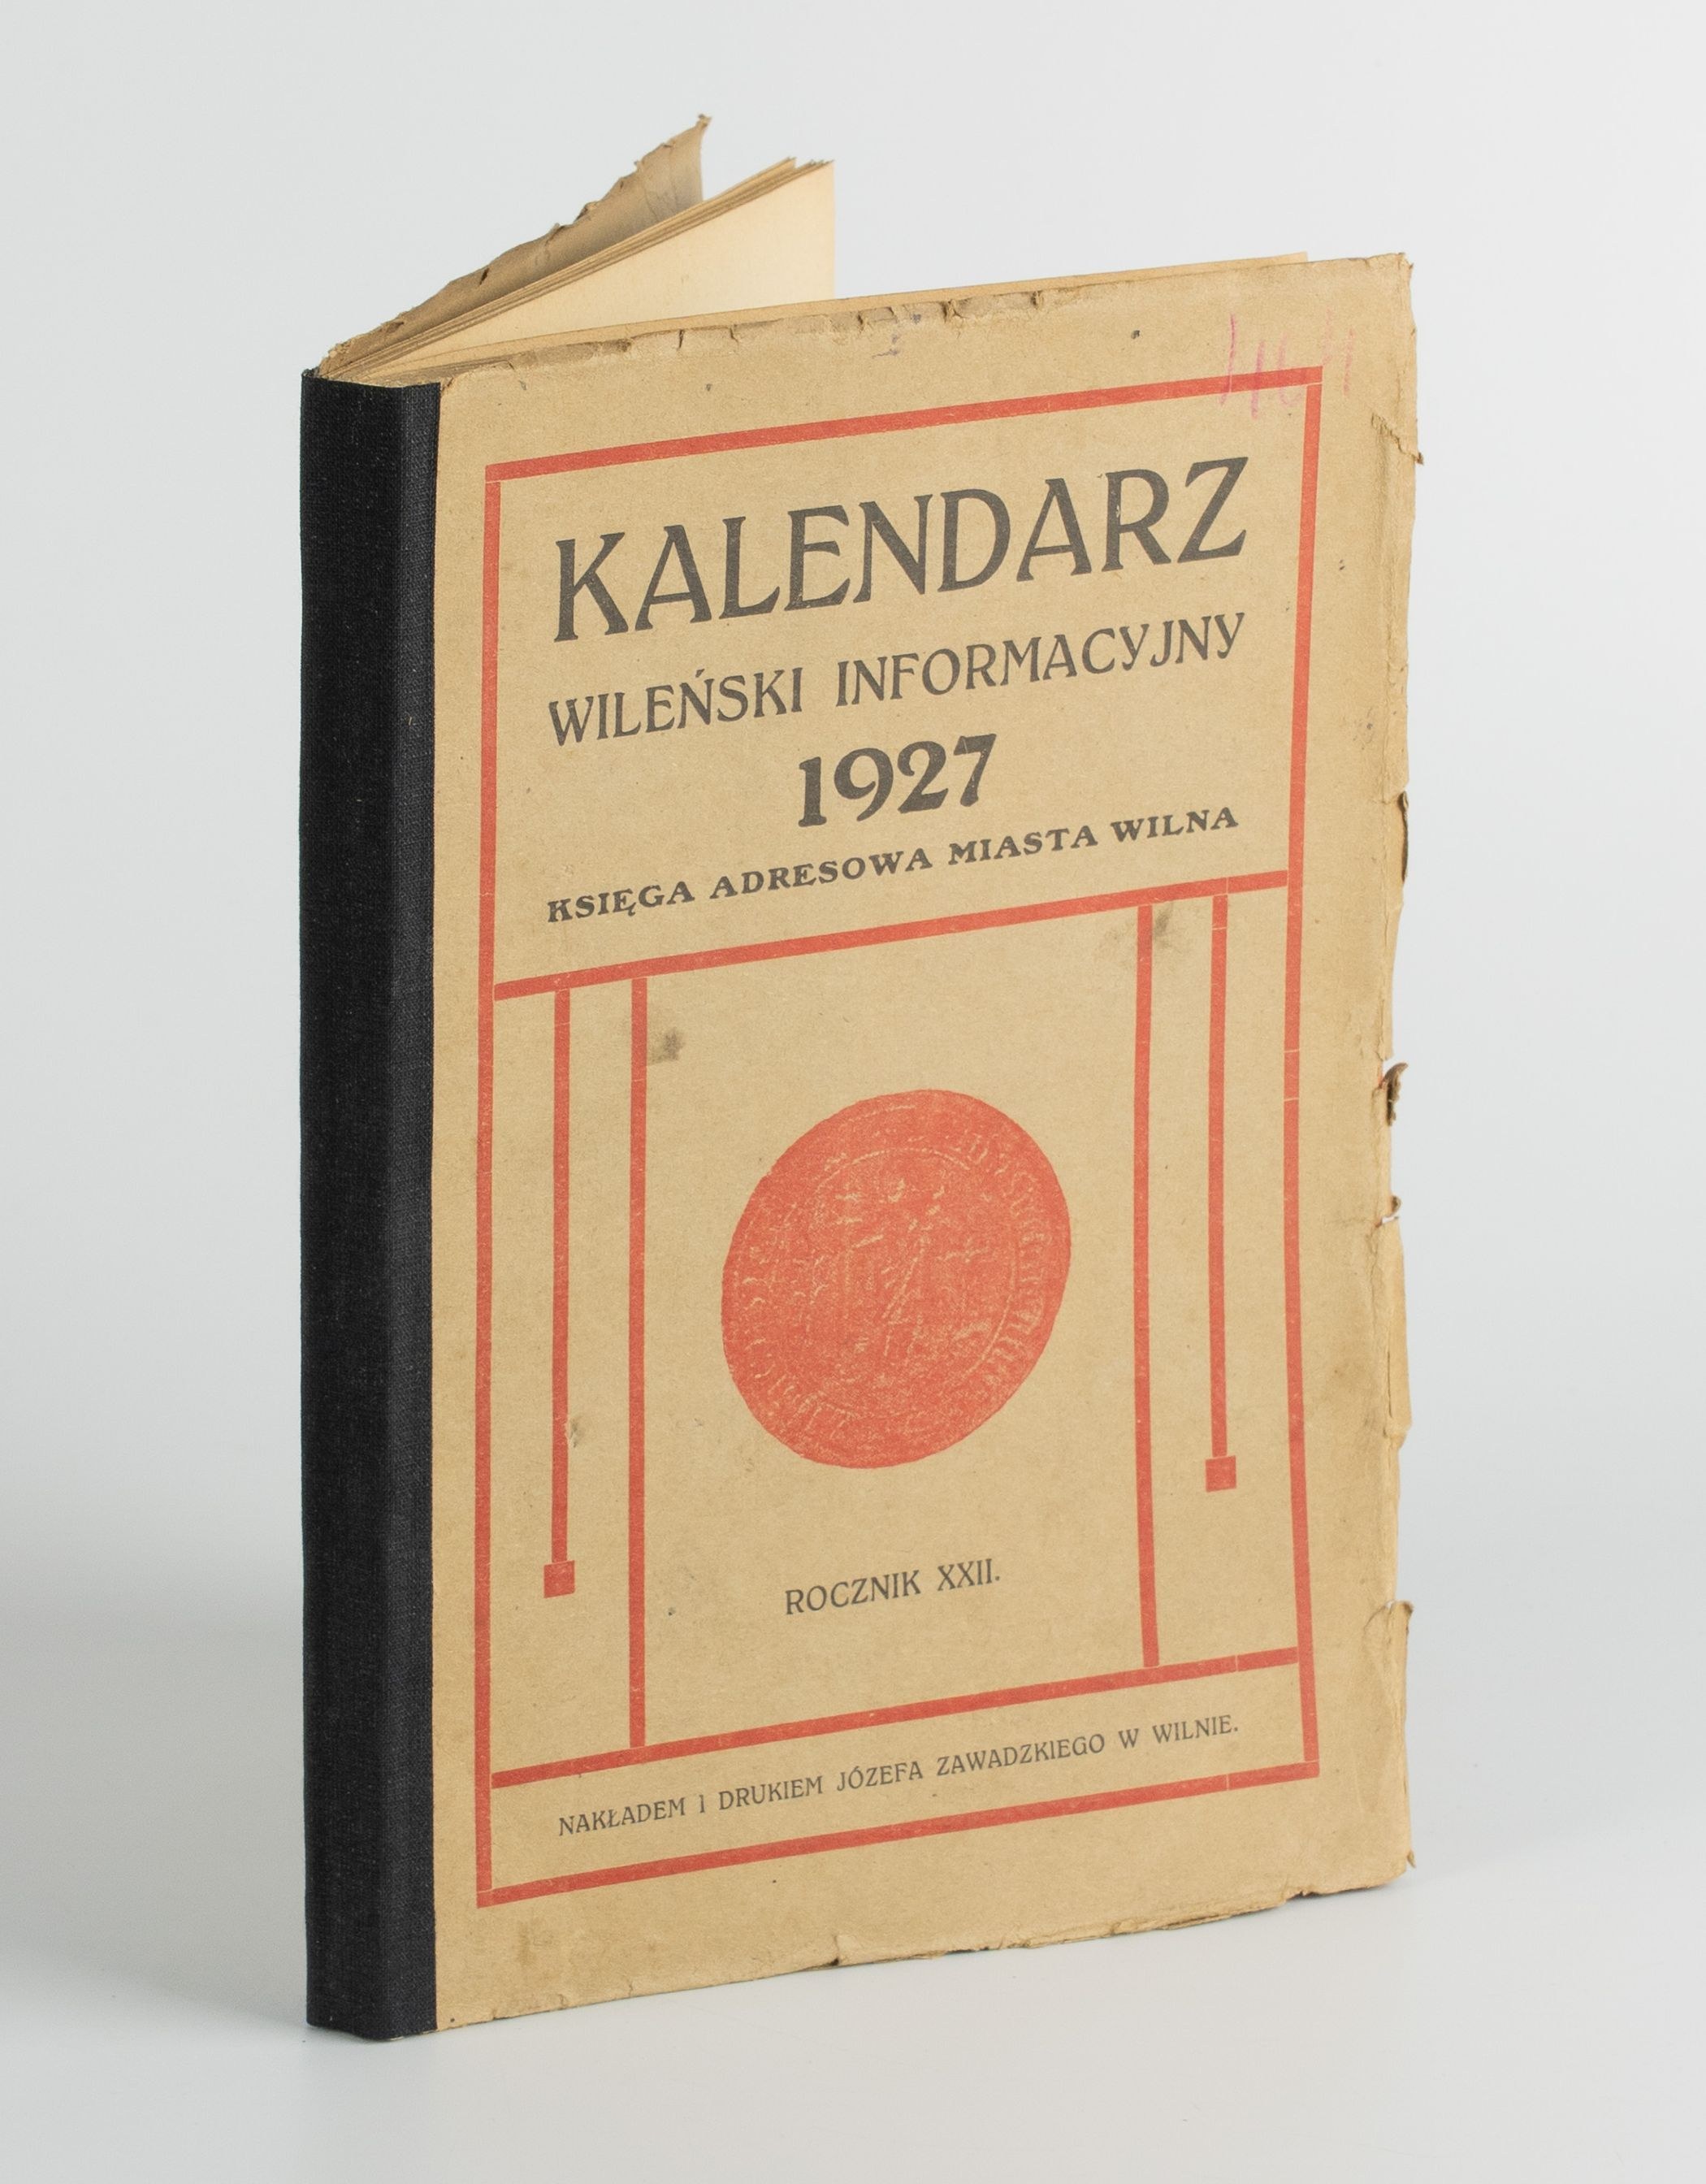 KALENDARZ
WILEŃSKI INFORMACYJNY
1927
KSIĘGA ADRESOWA MIASTA WILNA
ROCZNIK XXII.
NAKŁADEM I DRUKIEM JÓZEFA ZAWADZKIEGO W WILNIE.